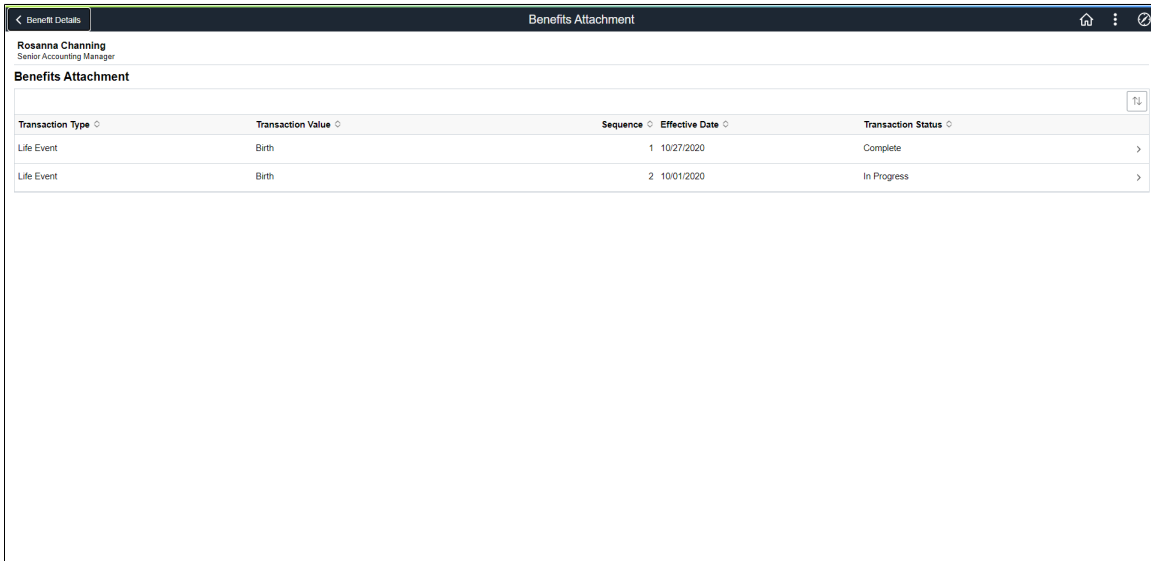 Benefit Details
Benefits Attachment
Rosanna Channing
Senior Accounting Manager
Benefits Attachment
Transaction Type Transaction Value Sequence Effective Date Transaction Status
Life Event Birth 1 10/27/2020 Complete
Life Event Birth 2 10/01/2020 In Progress